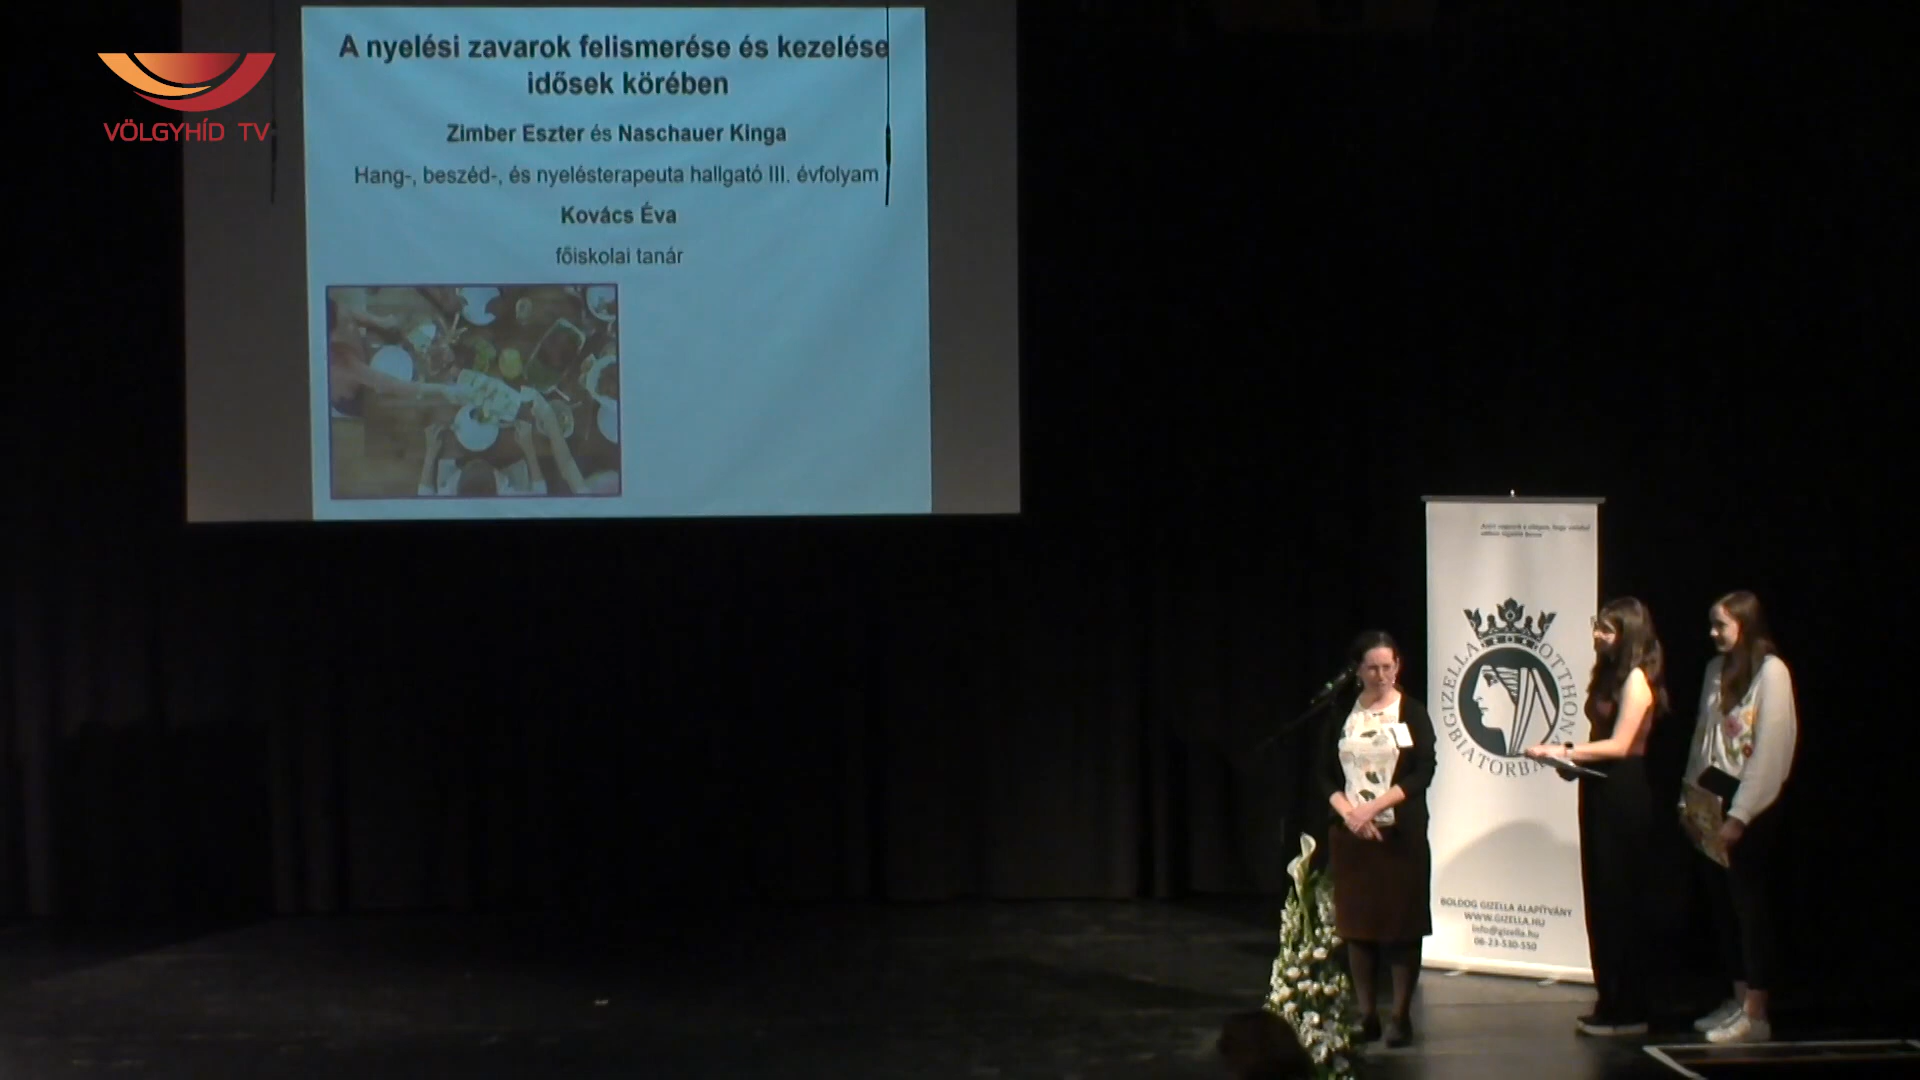 VÖLGYHÍD TV
A nyelési zavarok felismerése és kezelése
idősek körében
Zimber Eszter és Naschauer Kinga
Hang-, beszéd-, és nyelésterapeuta hallgató III. évfolyam
Kovács Éva
főiskolai tanár
GIZELLA OTTHON
BIATORBÁ
BOLDOG GIZELLA ALAPÍTVÁNY
WWW.GIZELLA.HU
info@gizella.hu
06-23-530-550